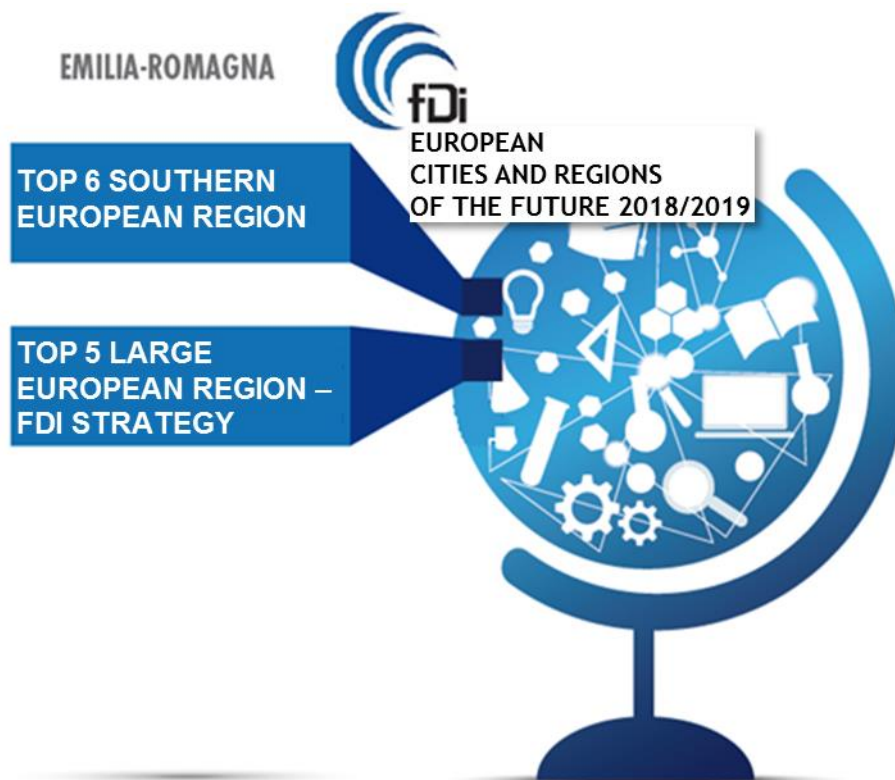 EMILIA-ROMAGNA
fDi
EUROPEAN
CITIES AND REGIONS
OF THE FUTURE 2018/2019
TOP 6 SOUTHERN
EUROPEAN REGION
TOP 5 LARGE
EUROPEAN REGION –
FDI STRATEGY